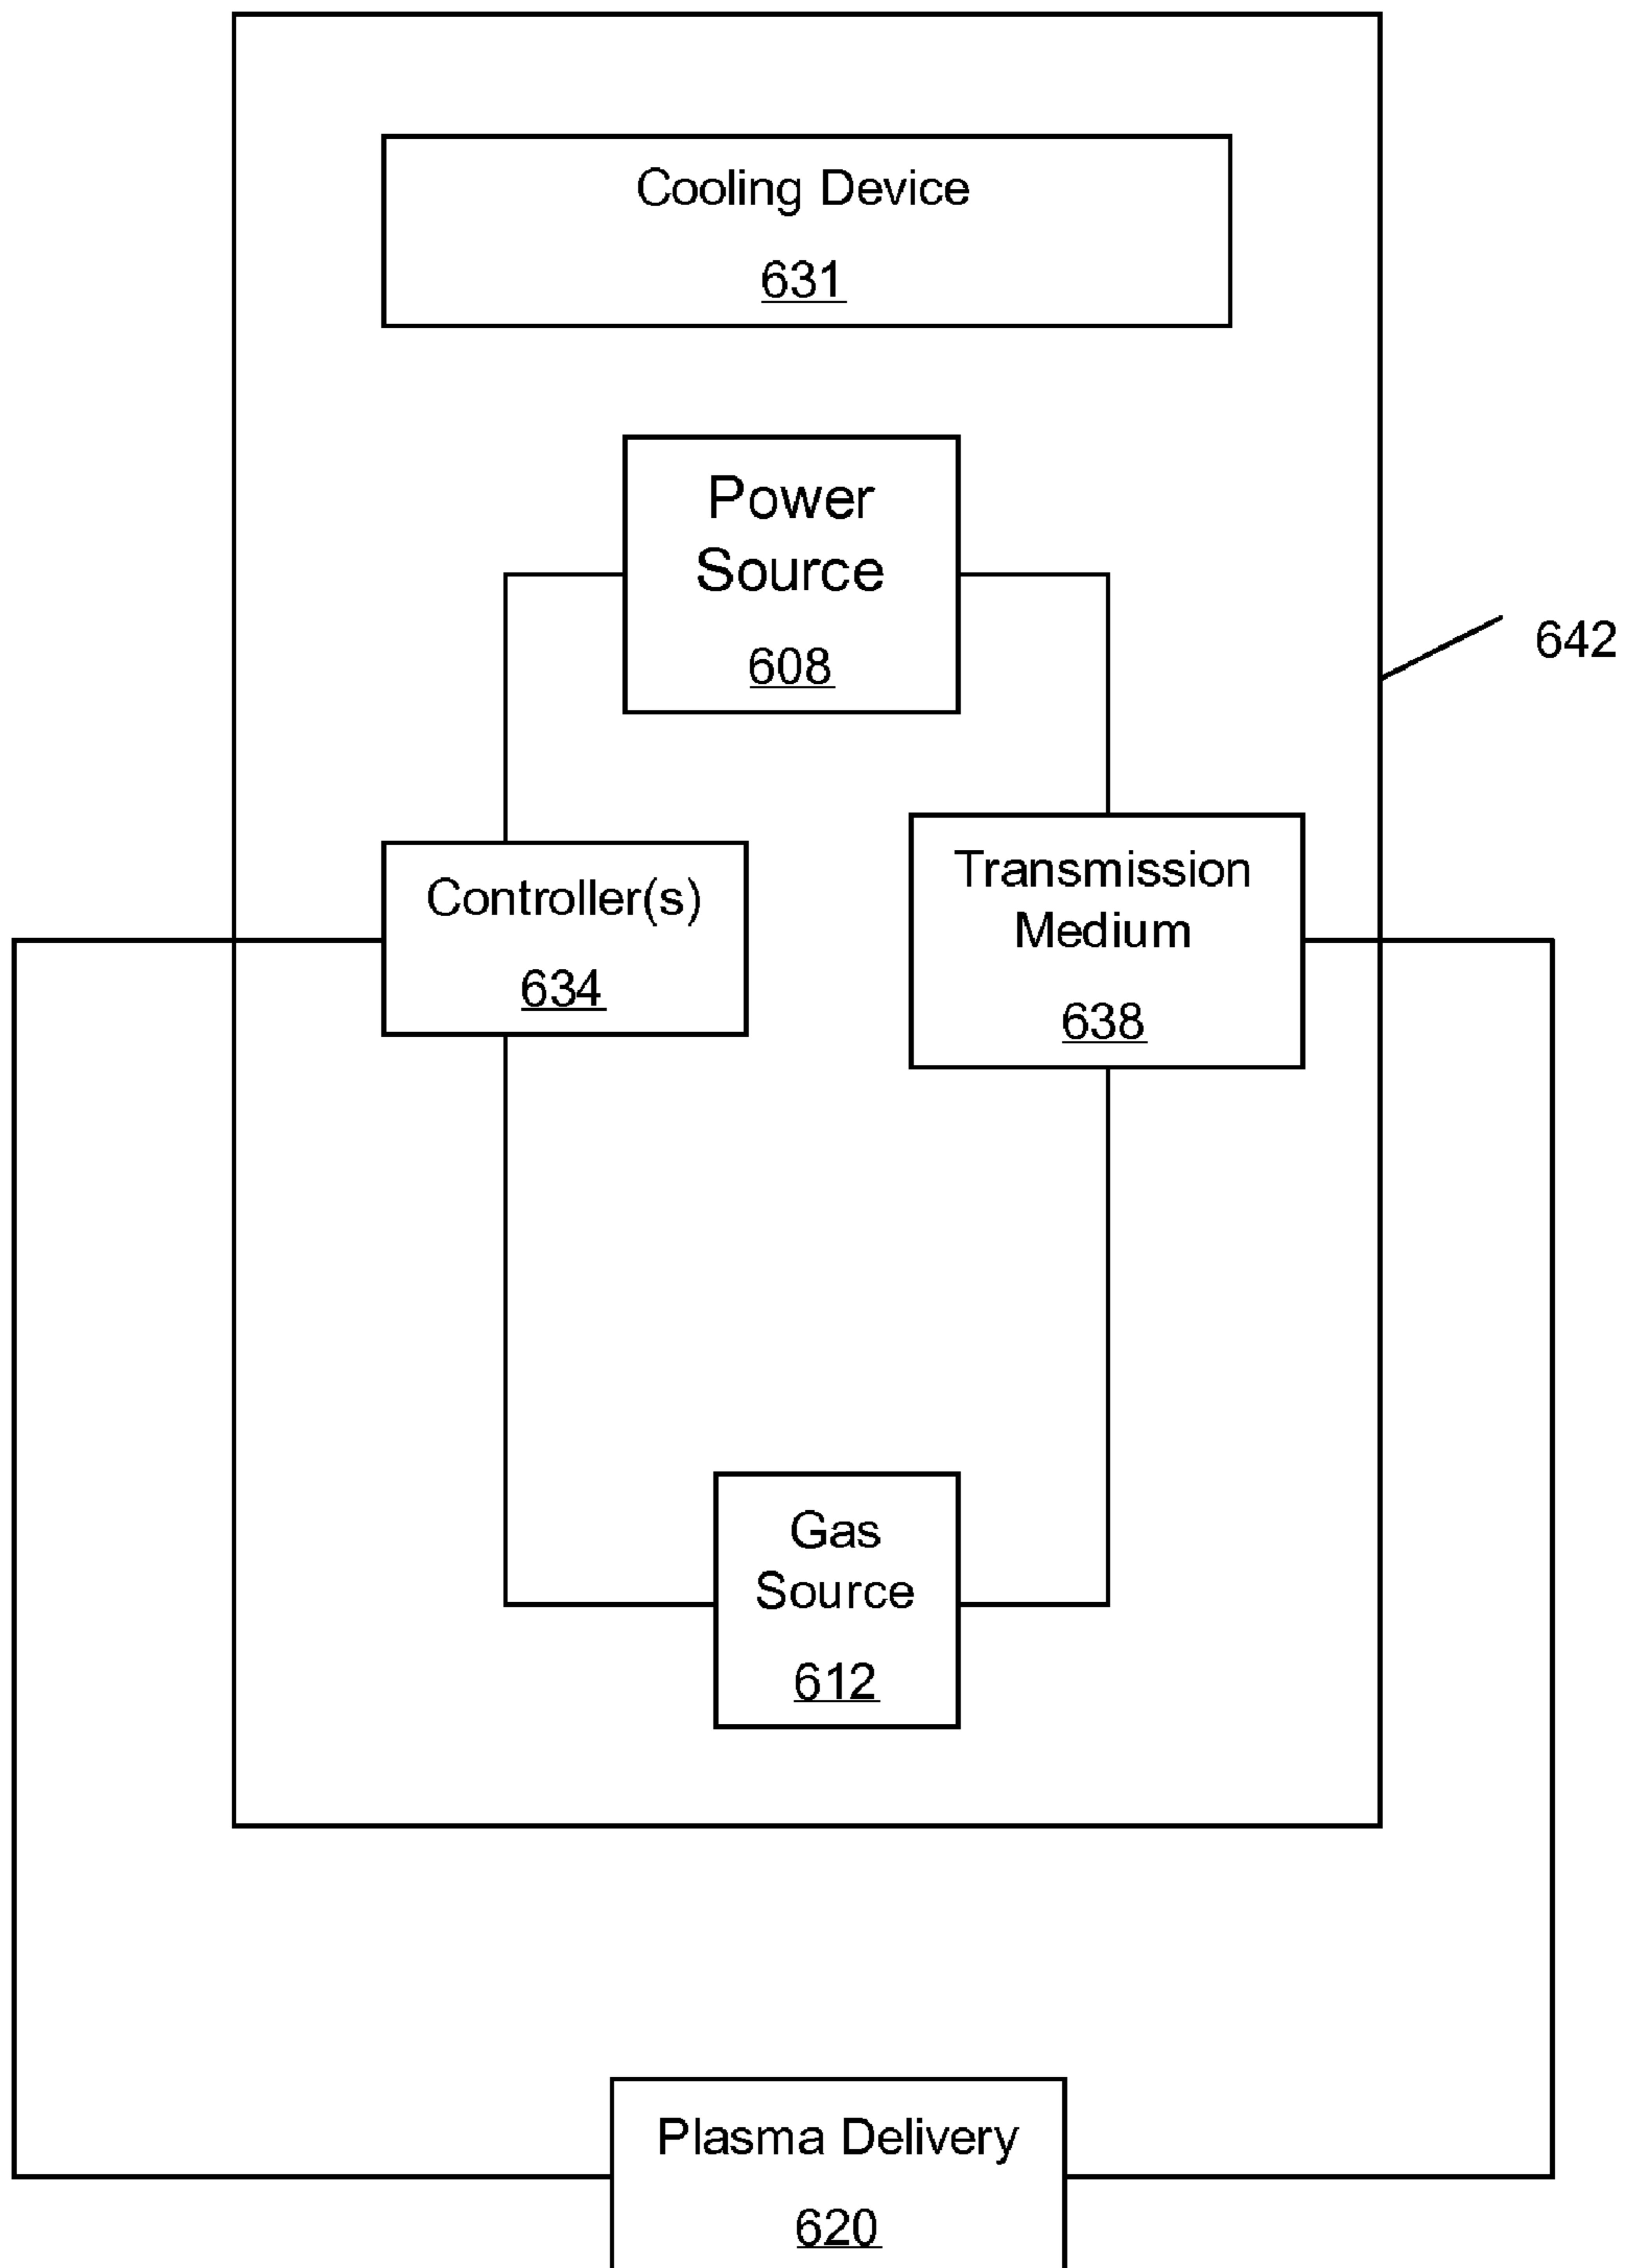 Cooling Device
631
Power
Source
608
642
Controller(s)
634
Transmission
Medium
638
Gas
Source
612
Plasma Delivery
620